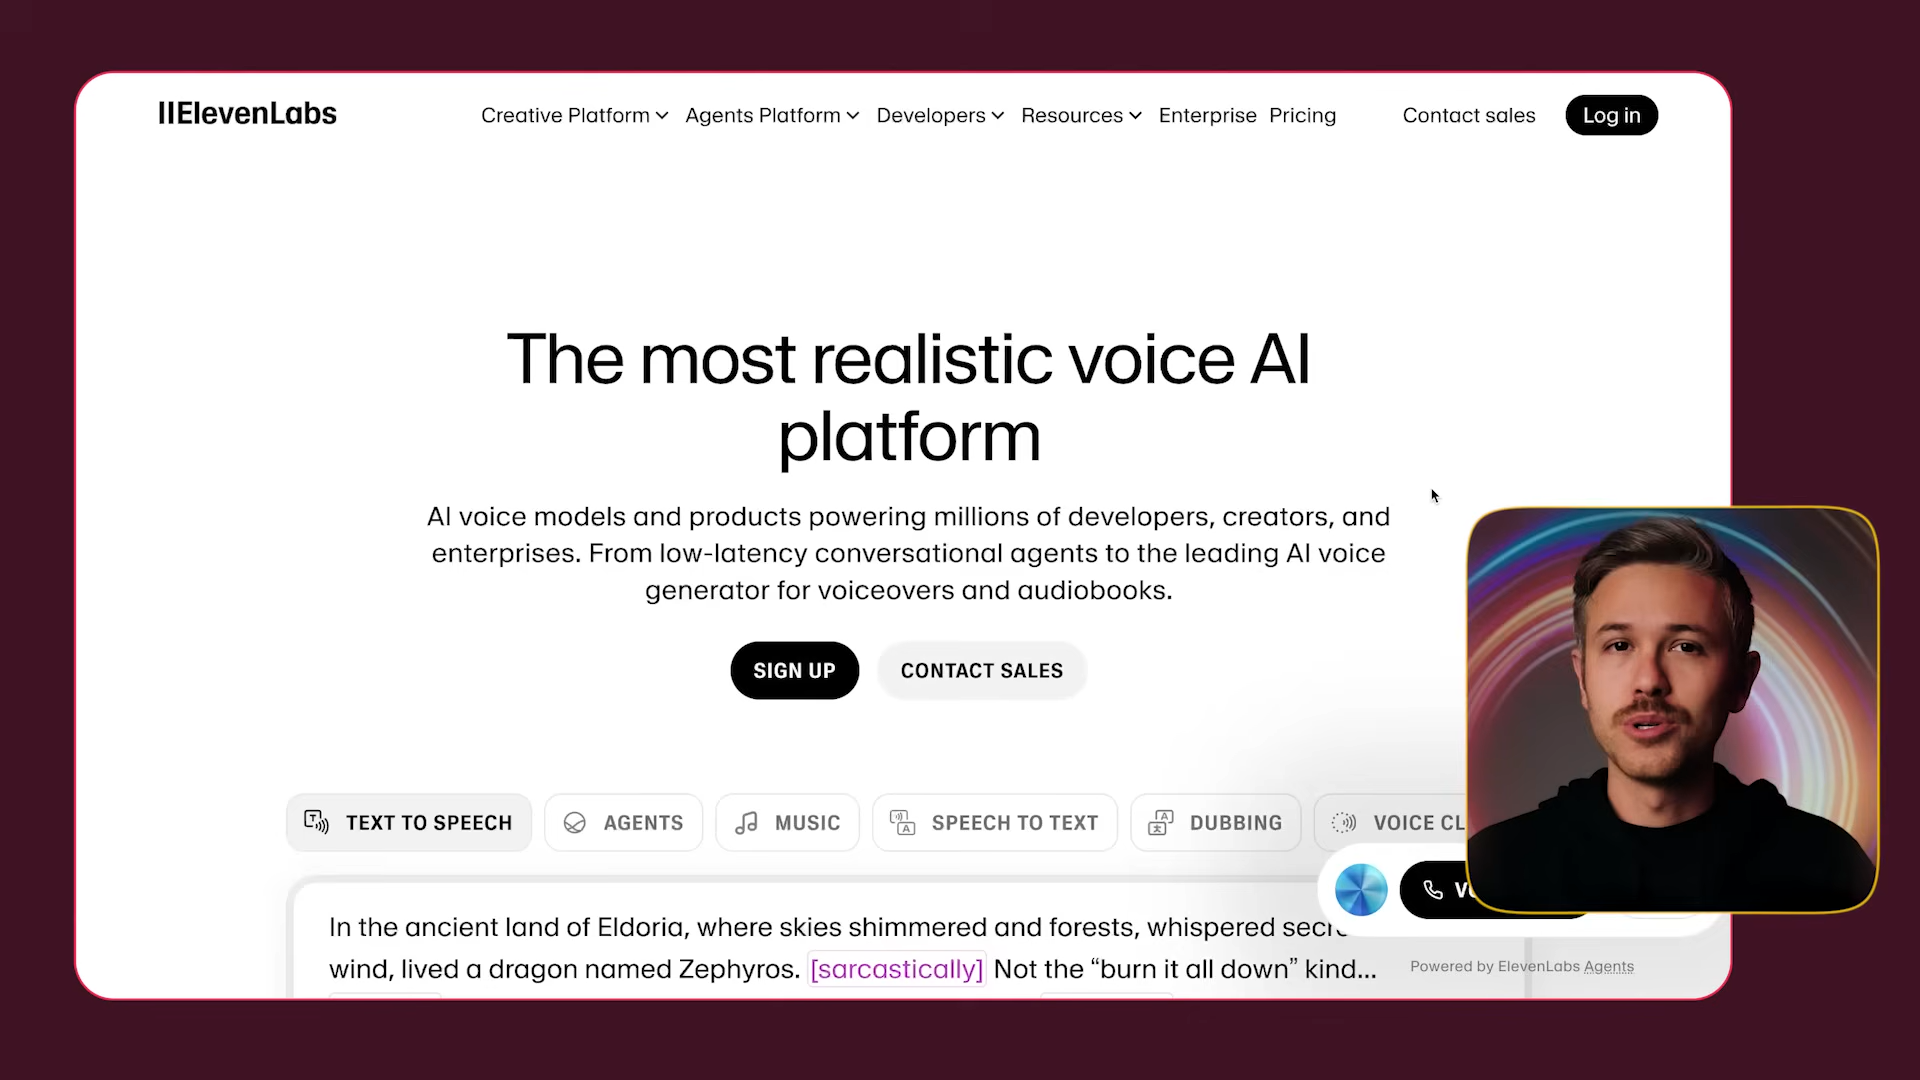 IIElevenLabs
Creative Platform
Agents Platform
Developers
Resources
Enterprise
Pricing
Contact sales
Log in
The most realistic voice AI
platform
AI voice models and products powering millions of developers, creators, and
enterprises. From low-latency conversational agents to the leading AI voice
generator for voiceovers and audiobooks.
SIGN UP
CONTACT SALES
TEXT TO SPEECH
AGENTS
MUSIC
SPEECH TO TEXT
DUBBING
VOICE CL
In the ancient land of Eldoria, where skies shimmered and forests, whispered
wind, lived a dragon named Zephyros. [sarcastically] Not the “burn it all down” kind...
Powered by ElevenLabs Agents